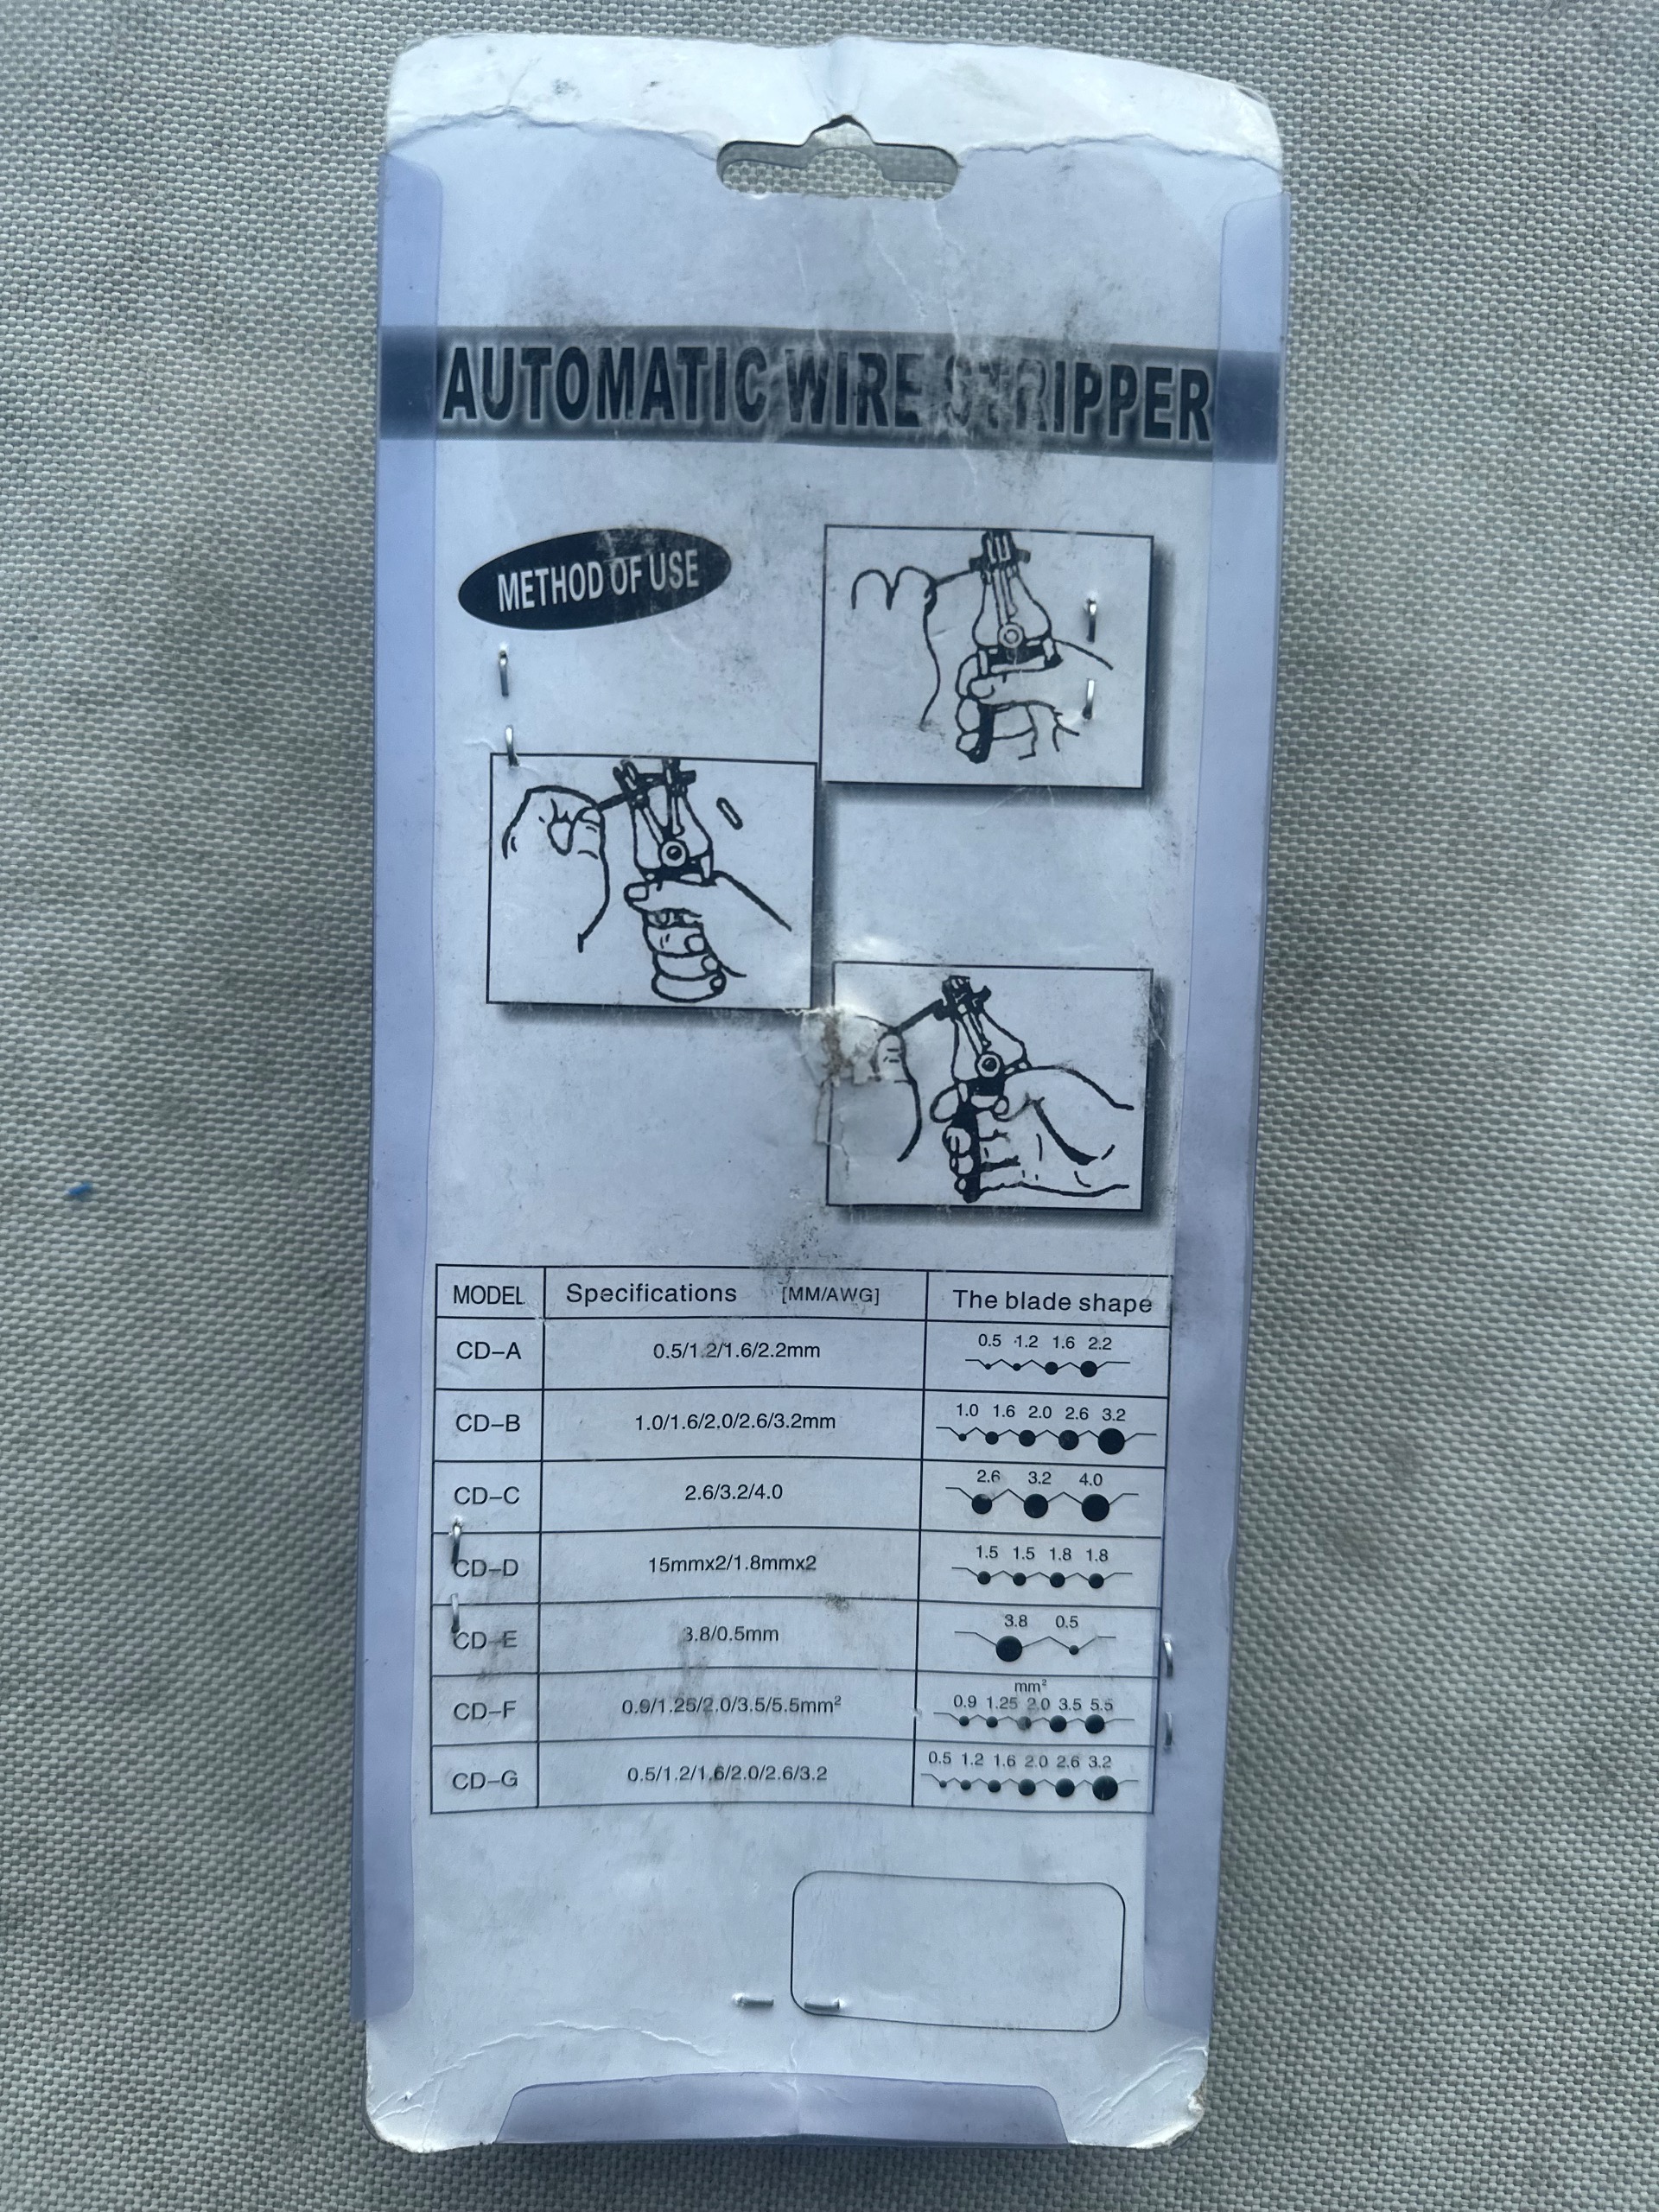 AUTOMATIC WIRE STRIPPER
METHOD OF USE
MODEL Specifications [MM/AWG] The blade shape
CD–A 0.5/1.2/1.6/2.2mm 0.5 1.2 1.6 2.2
CD–B 1.0/1.6/2.0/2.6/3.2mm 1.0 1.6 2.0 2.6 3.2
CD–C 2.6/3.2/4.0 2.6 3.2 4.0
CD–D 15mmx2/1.8mmx2 1.5 1.5 1.8 1.8
CD–E 3.8/0.5mm 3.8 0.5
mm²
CD–F 0.9/1.25/2.0/3.5/5.5mm² 0.9 1.25 2.0 3.5 5.5
CD–G 0.5/1.2/1.6/2.0/2.6/3.2 0.5 1.2 1.6 2.0 2.6 3.2